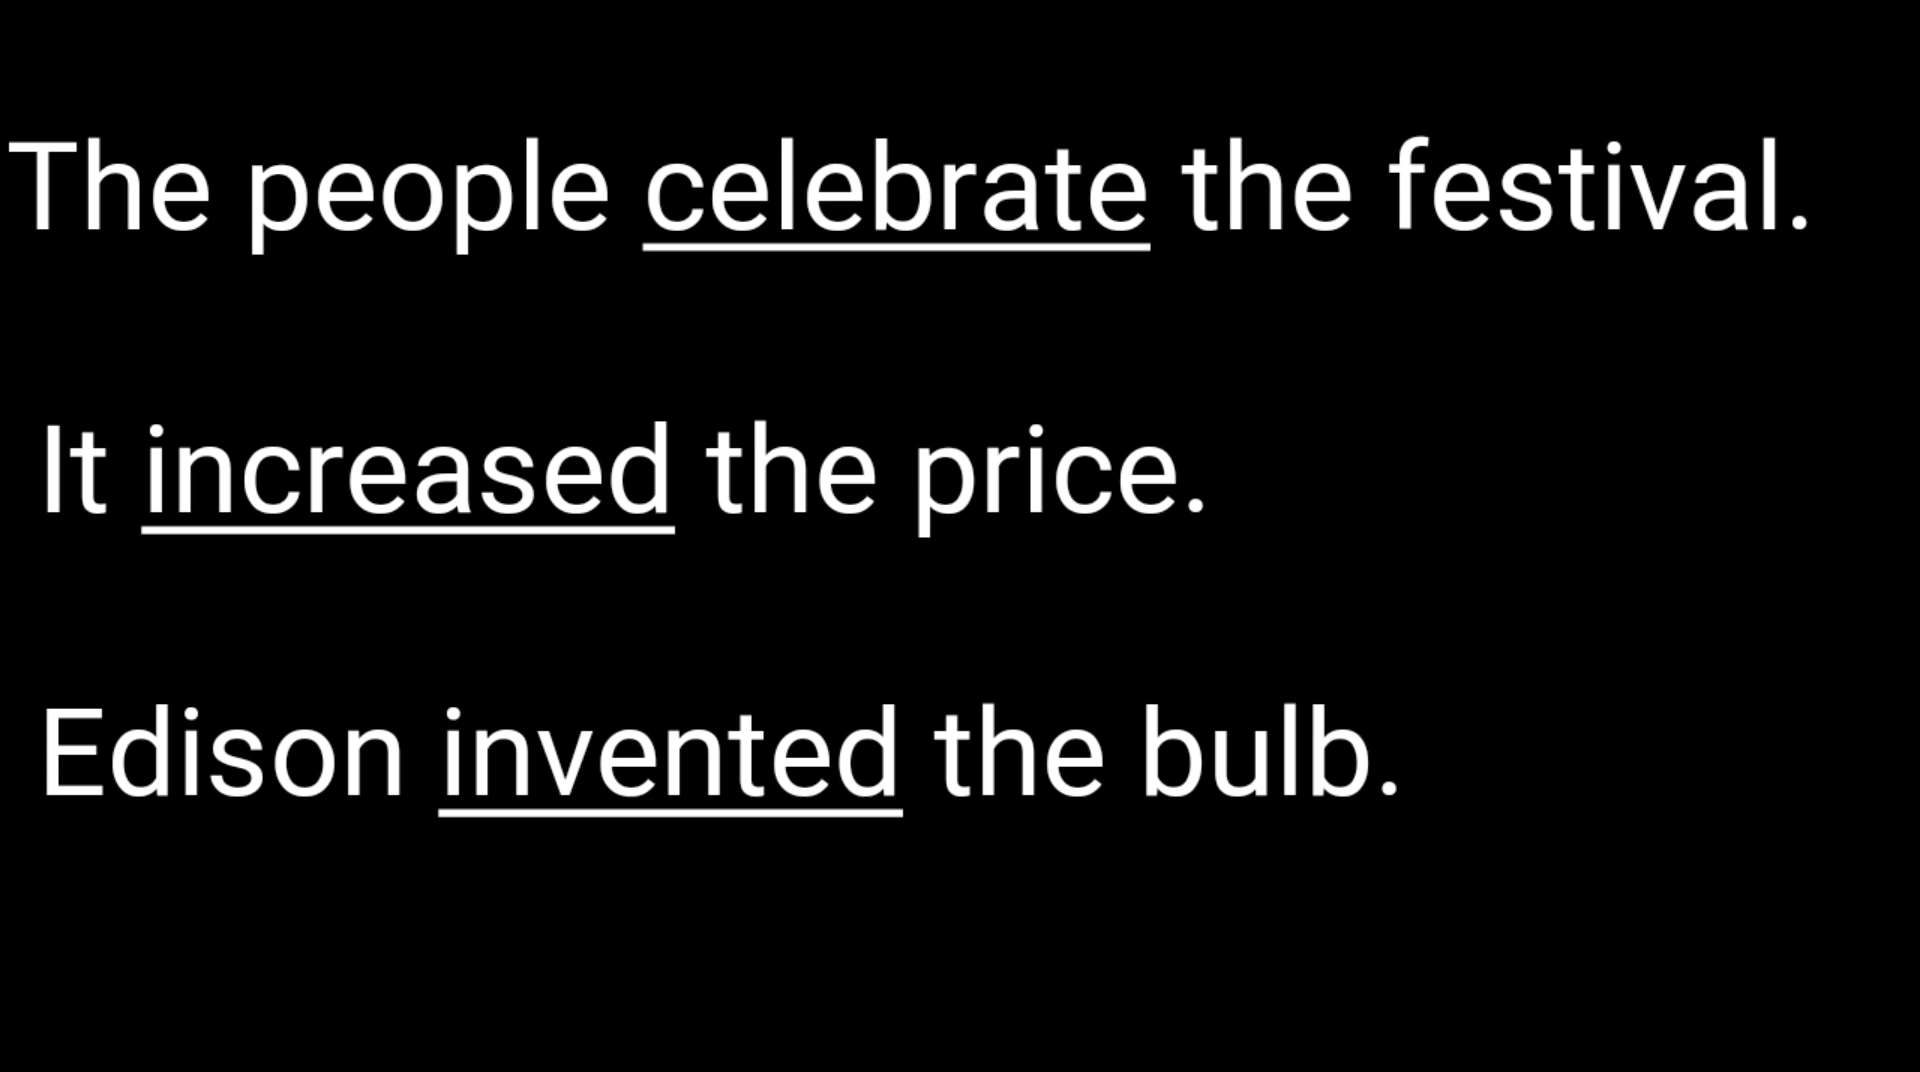 The people celebrate the festival.
It increased the price.
Edison invented the bulb.